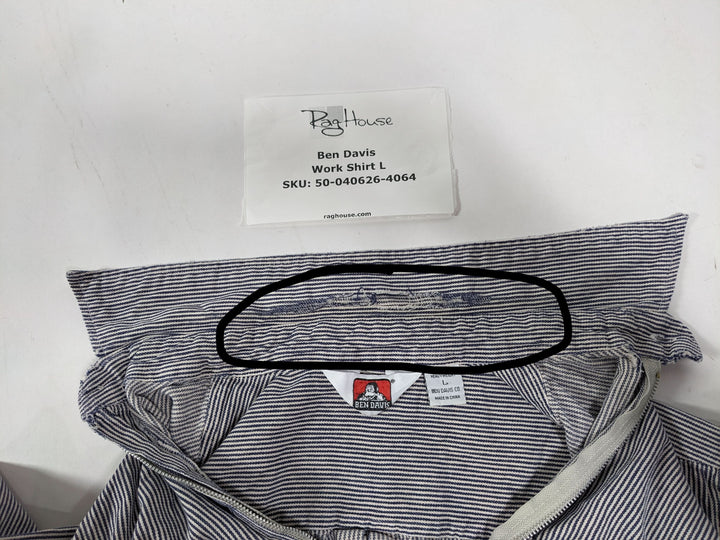 RagHouse
Ben Davis
Work Shirt L
SKU: 50-040626-4064
raghouse.com
BEN DAVIS
L
BEN DAVIS CO
MADE IN CHINA